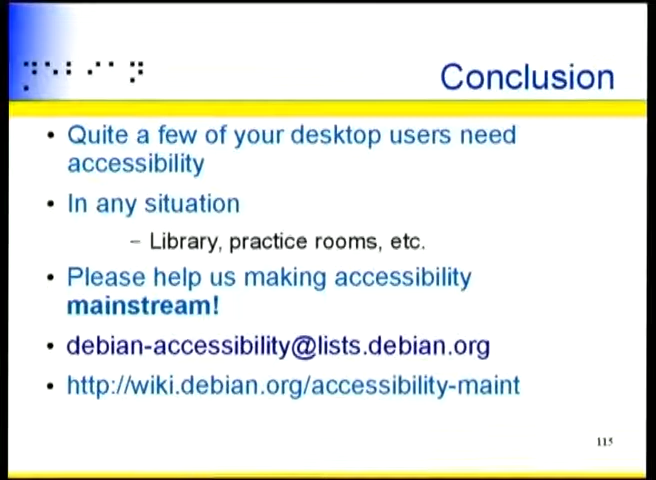 Conclusion
• Quite a few of your desktop users need
accessibility
• In any situation
– Library, practice rooms, etc.
• Please help us making accessibility
mainstream!
• debian-accessibility@lists.debian.org
• http://wiki.debian.org/accessibility-maint
115